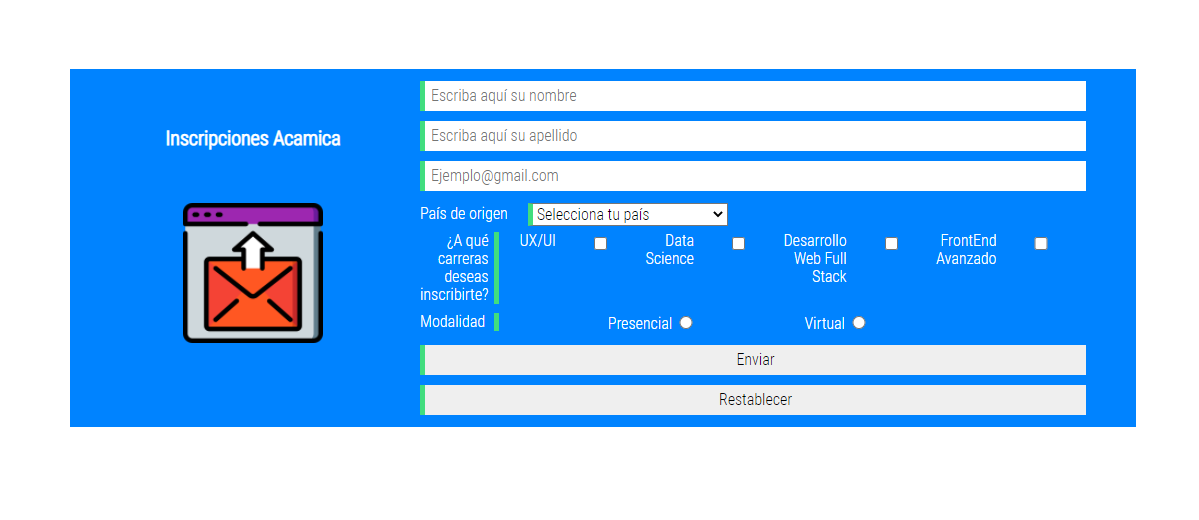 Inscripciones Acamica
Escriba aquí su nombre
Escriba aquí su apellido
Ejemplo@gmail.com
País de origen
Selecciona tu país
¿A qué
carreras
deseas
inscribirte?
UX/UI
Data
Science
Desarrollo
Web Full
Stack
FrontEnd
Avanzado
Modalidad
Presencial
Virtual
Enviar
Restablecer